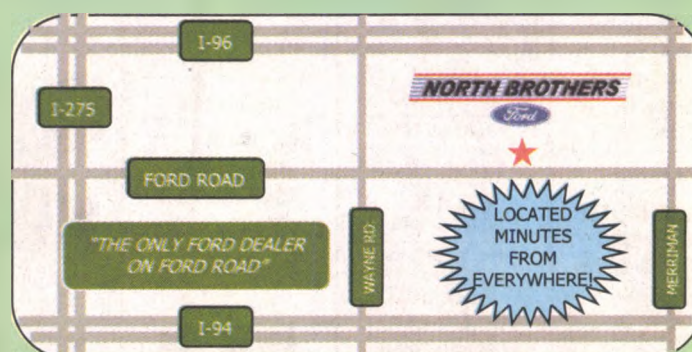 I-96
NORTH BROTHERS
Ford
I-275
FORD ROAD
"THE ONLY FORD DEALER
ON FORD ROAD"
WAYNE RD.
LOCATED
MINUTES
FROM
EVERYWHERE!
MERRIMAN
I-94